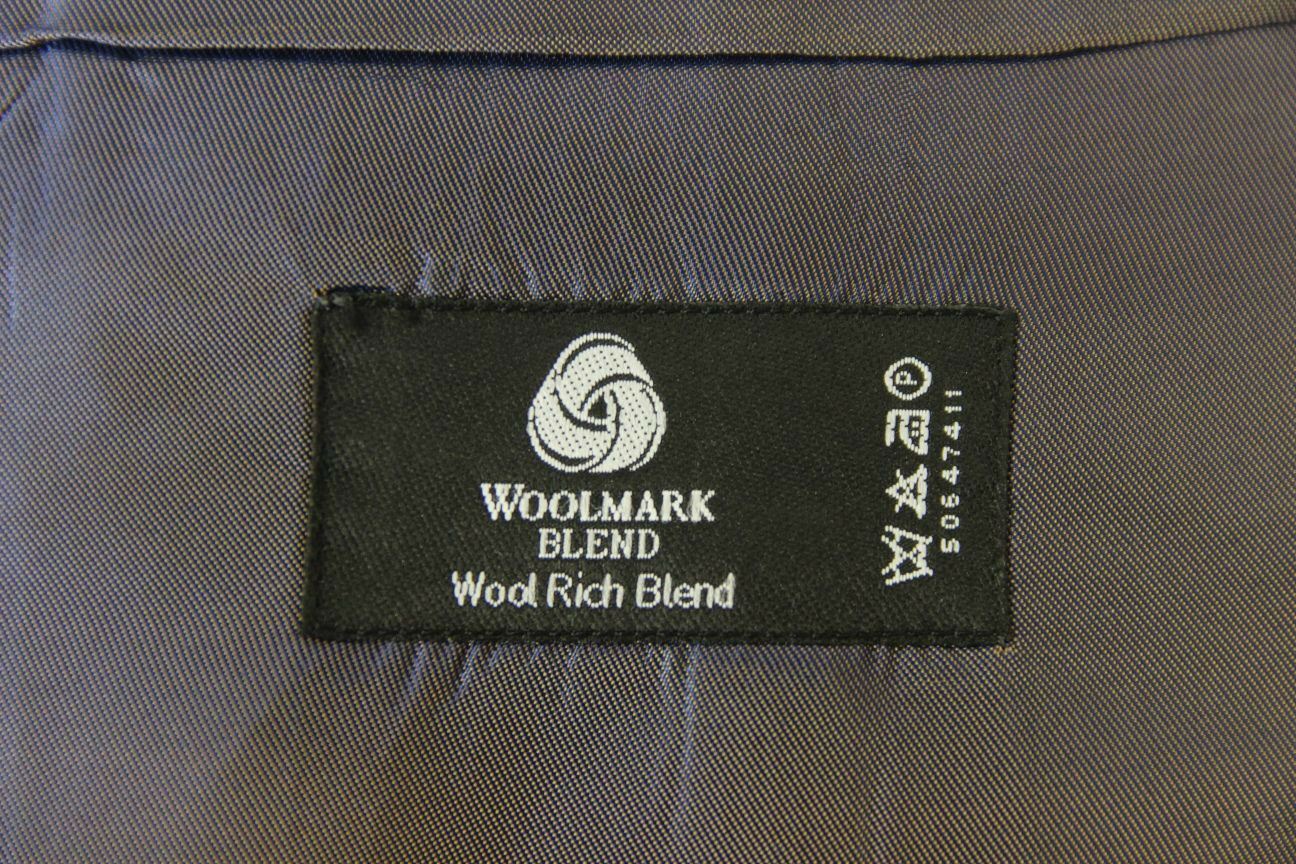 WOOLMARK
BLEND
Wool Rich Blend
P
50647411